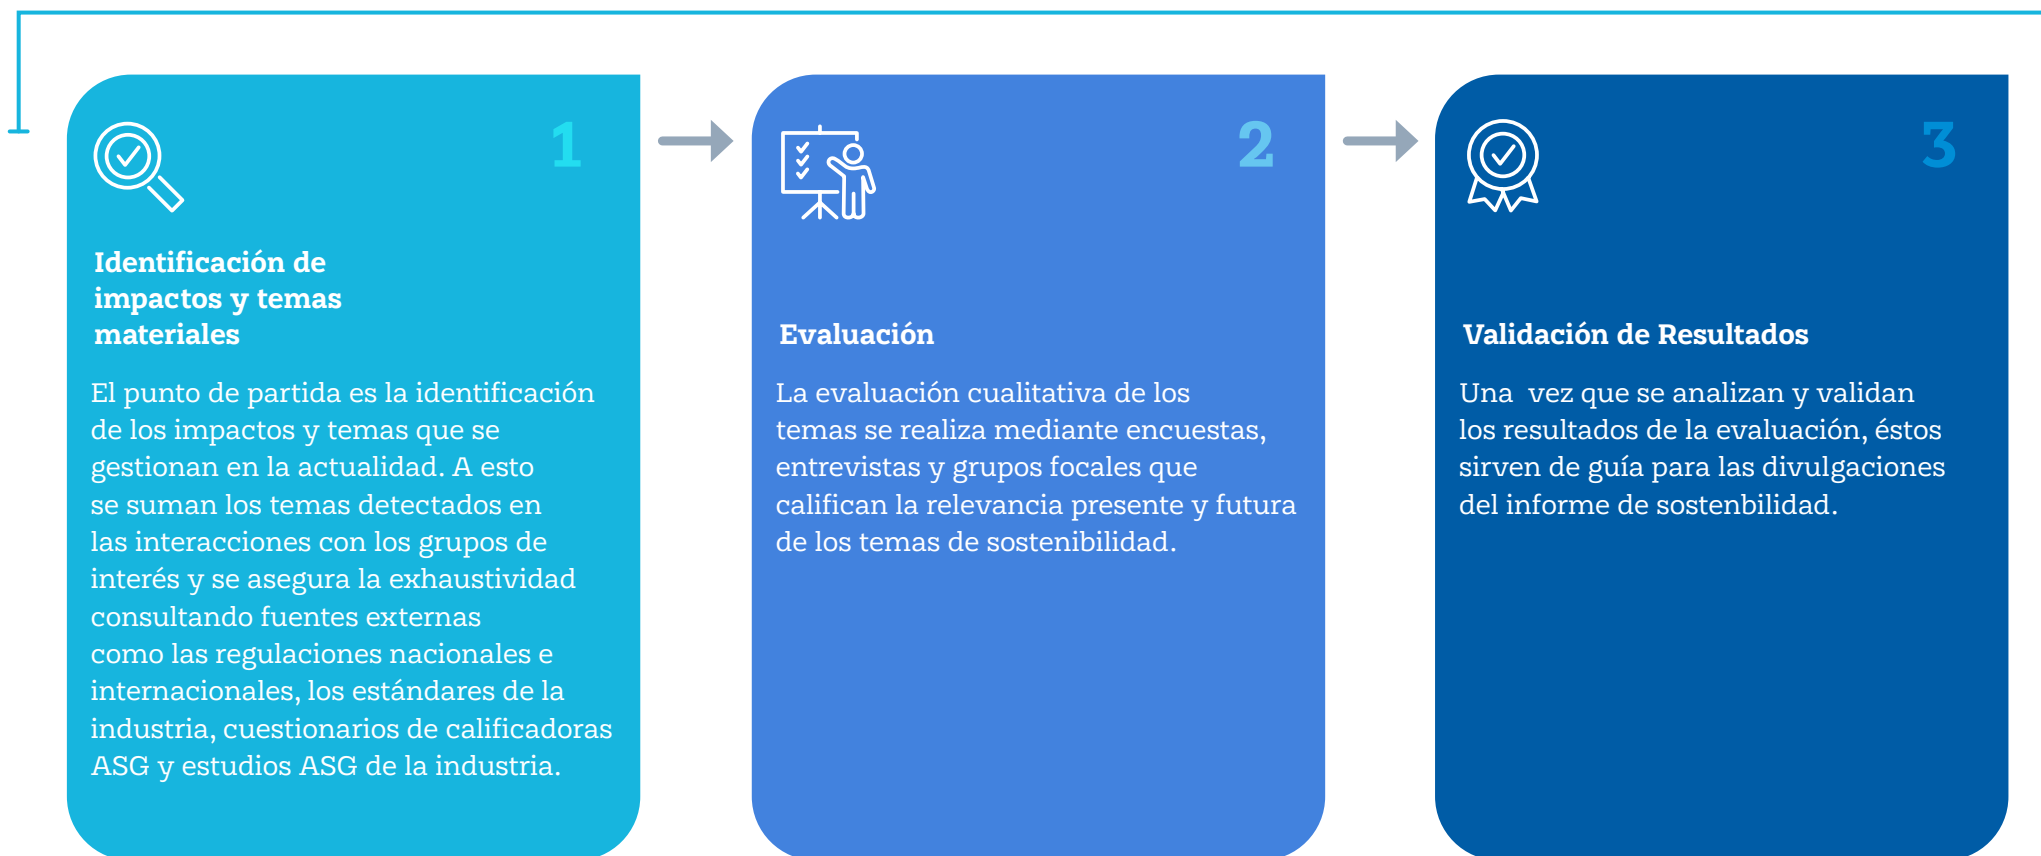 1
Identificación de
impactos y temas
materiales
El punto de partida es la identificación
de los impactos y temas que se
gestionan en la actualidad. A esto
se suman los temas detectados en
las interacciones con los grupos de
interés y se asegura la exhaustividad
consultando fuentes externas
como las regulaciones nacionales e
internacionales, los estándares de la
industria, cuestionarios de calificadoras
ASG y estudios ASG de la industria.
2
Evaluación
La evaluación cualitativa de los
temas se realiza mediante encuestas,
entrevistas y grupos focales que
califican la relevancia presente y futura
de los temas de sostenibilidad.
3
Validación de Resultados
Una  vez que se analizan y validan
los resultados de la evaluación, éstos
sirven de guía para las divulgaciones
del informe de sostenbilidad.